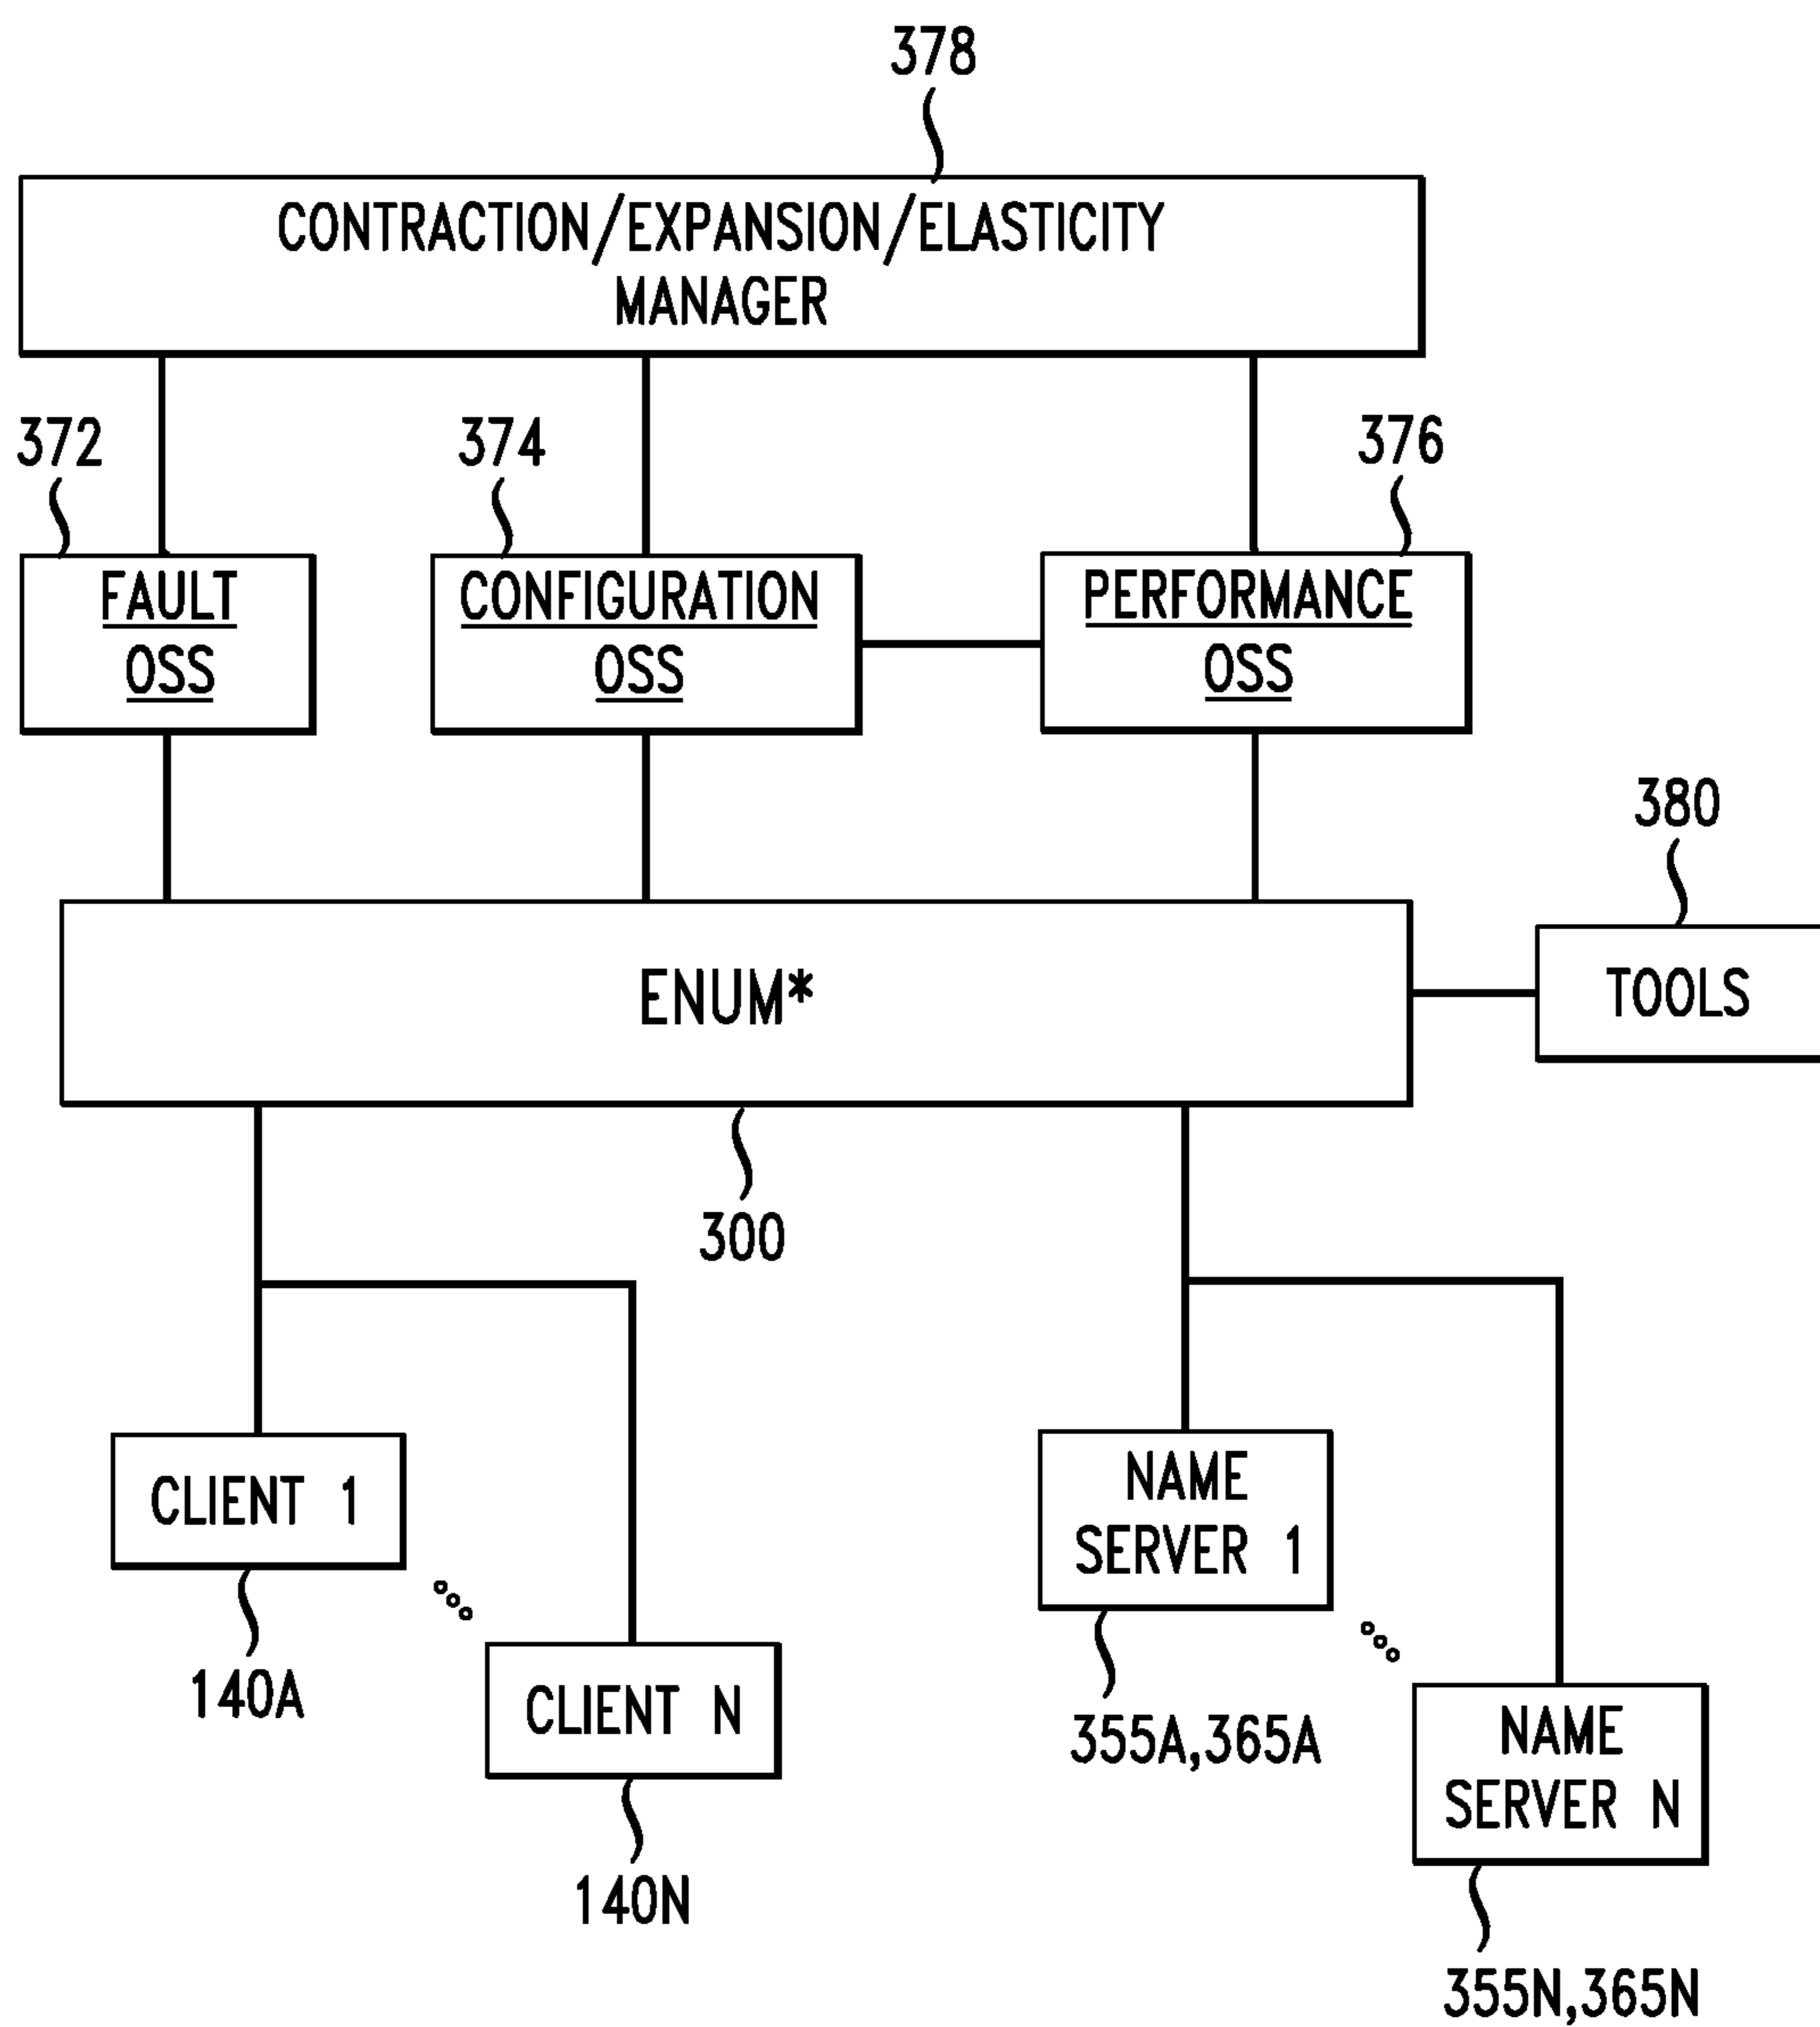 378
CONTRACTION/EXPANSION/ELASTICITY
MANAGER
372
374
376
FAULT
OSS
CONFIGURATION
OSS
PERFORMANCE
OSS
380
ENUM*
TOOLS
300
CLIENT 1
NAME
SERVER 1
140A
CLIENT N
355A,365A
NAME
SERVER N
140N
355N,365N